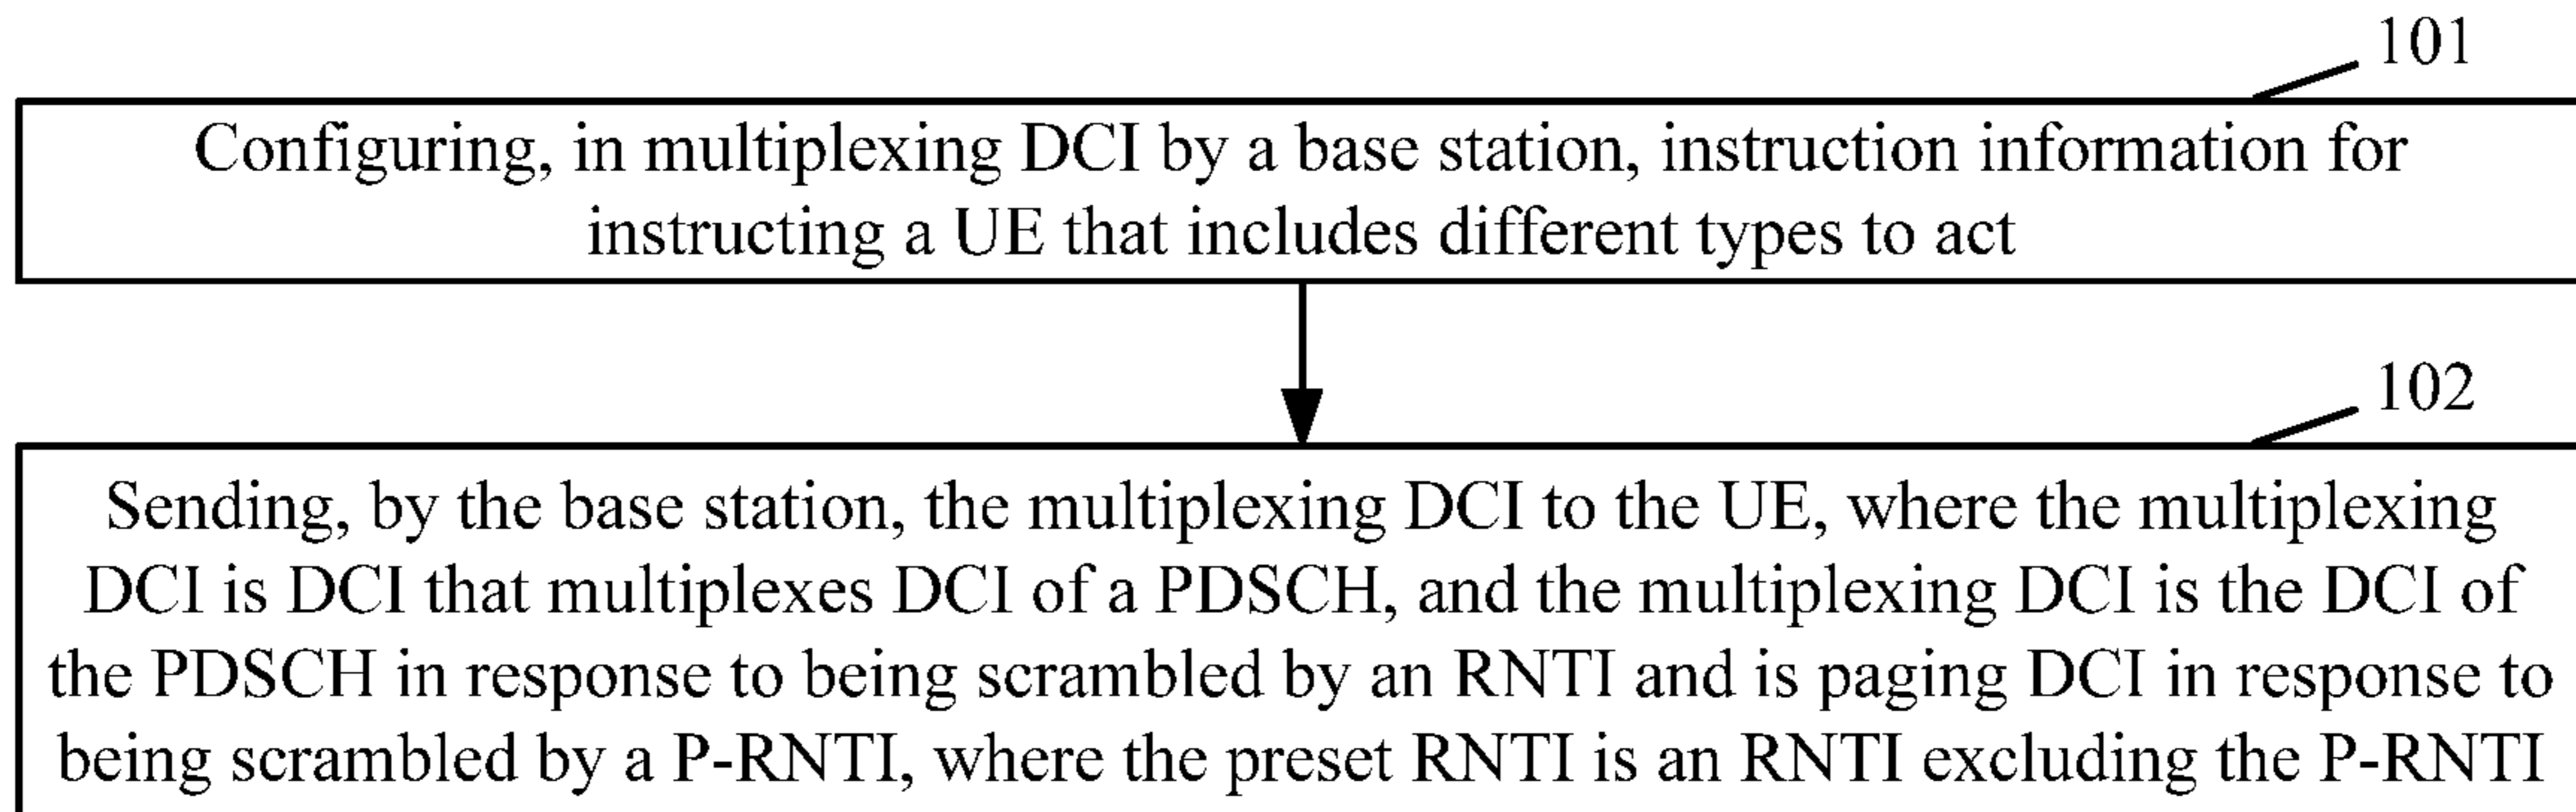 101
Configuring, in multiplexing DCI by a base station, instruction information for
instructing a UE that includes different types to act
102
Sending, by the base station, the multiplexing DCI to the UE, where the multiplexing
DCI is DCI that multiplexes DCI of a PDSCH, and the multiplexing DCI is the DCI of
the PDSCH in response to being scrambled by an RNTI and is paging DCI in response to
being scrambled by a P-RNTI, where the preset RNTI is an RNTI excluding the P-RNTI